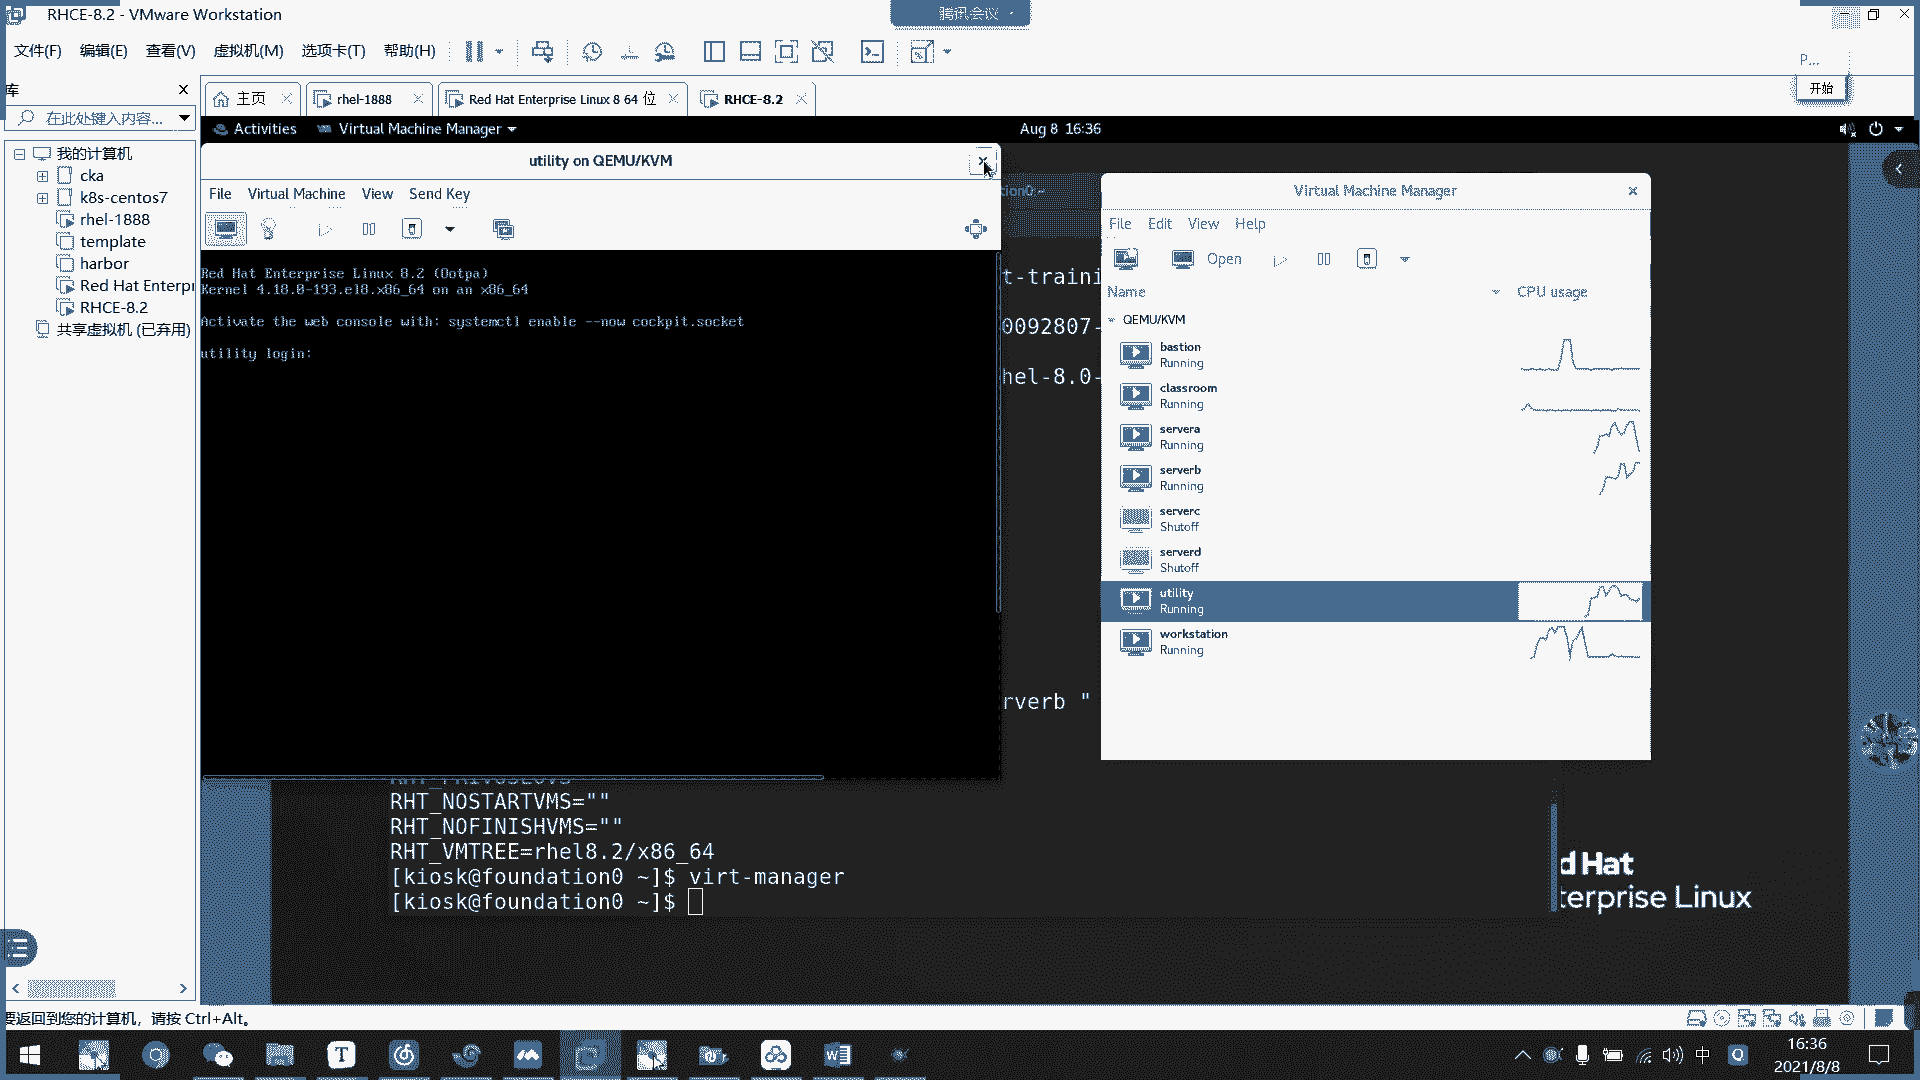 RHCE-8.2 - VMware Workstation
腾讯会议
文件(F) 编辑(E) 查看(V) 虚拟机(M) 选项卡(T) 帮助(H)
P...
开始
库
在此处键入内容...
主页
rhel-1888
Red Hat Enterprise Linux 8 64 位
RHCE-8.2
我的计算机
cka
k8s-centos7
rhel-1888
template
harbor
Red Hat Enterpr
RHCE-8.2
共享虚拟机 (已弃用)
Activities Virtual Machine Manager
Aug 8 16:36
utility on QEMU/KVM
File Virtual Machine View Send Key
Red Hat Enterprise Linux 8.2 (Ootpa)
Kernel 4.18.0-193.el8.x86_64 on an x86_64
Activate the web console with: systemctl enable --now cockpit.socket
utility login:
t-traini
0092807-
hel-8.0-
rverb "
Virtual Machine Manager
File Edit View Help
Open
Name CPU usage
QEMU/KVM
bastion
Running
classroom
Running
servera
Running
serverb
Running
serverc
Shutoff
serverd
Shutoff
utility
Running
workstation
Running
RHT_NOSTARTVMS=""
RHT_NOFINISHVMS=""
RHT_VMTREE=rhel8.2/x86_64
[kiosk@foundation0 ~]$ virt-manager
[kiosk@foundation0 ~]$
d Hat
terprise Linux
要返回到您的计算机，请按 Ctrl+Alt。
中
16:36
2021/8/8